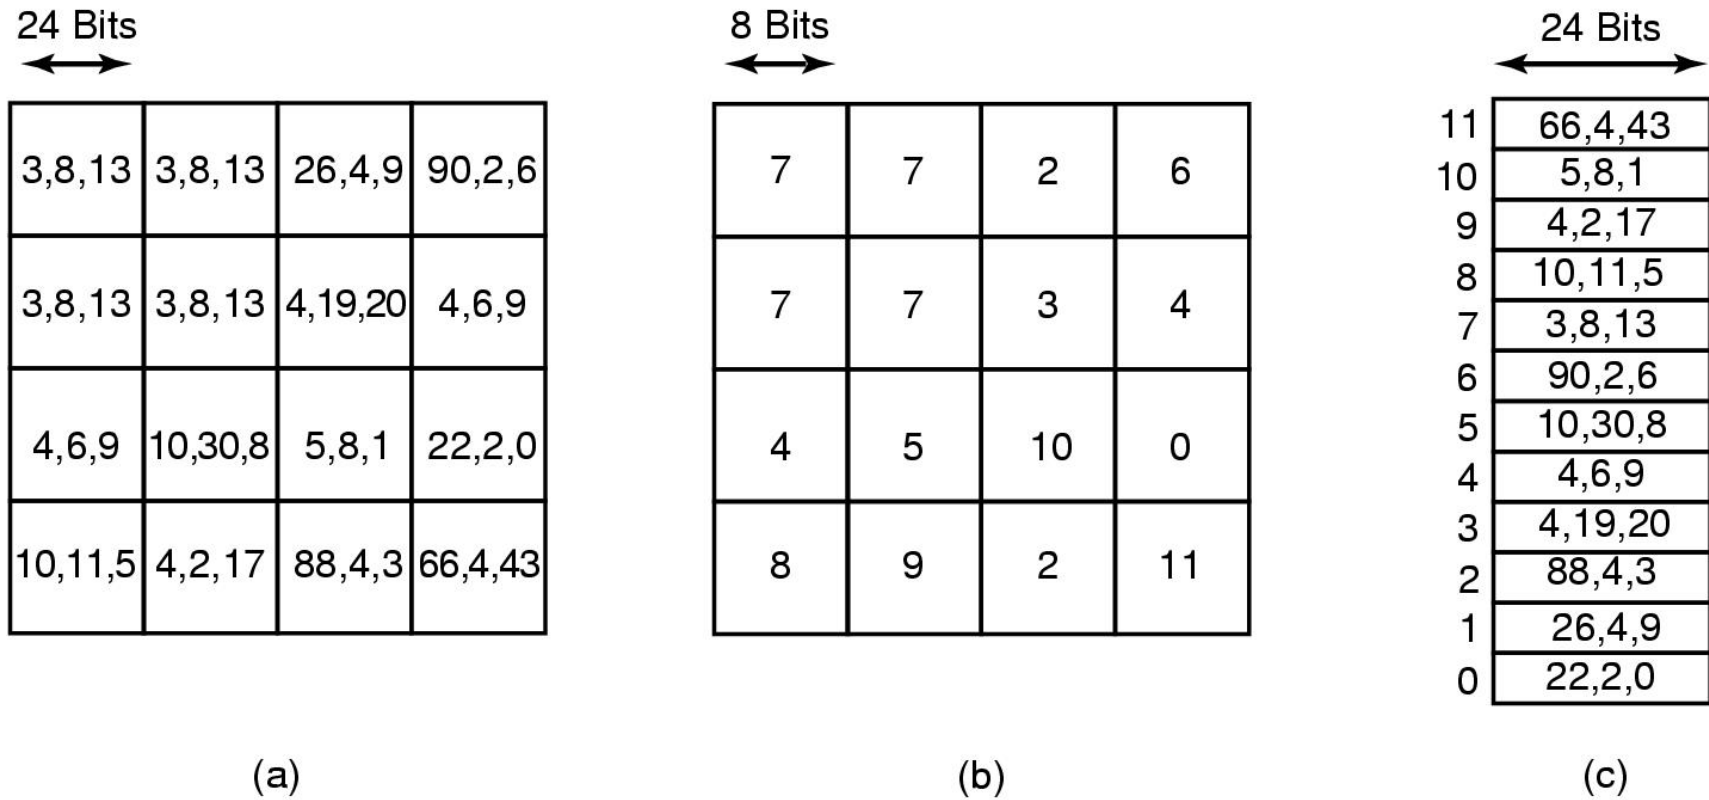 24 Bits 8 Bits 24 Bits
3,8,13 3,8,13 26,4,9 90,2,6
3,8,13 3,8,13 4,19,20 4,6,9
4,6,9 10,30,8 5,8,1 22,2,0
10,11,5 4,2,17 88,4,3 66,4,43
7 7 2 6
7 7 3 4
4 5 10 0
8 9 2 11
11 66,4,43
10 5,8,1
9 4,2,17
8 10,11,5
7 3,8,13
6 90,2,6
5 10,30,8
4 4,6,9
3 4,19,20
2 88,4,3
1 26,4,9
0 22,2,0
(a) (b) (c)